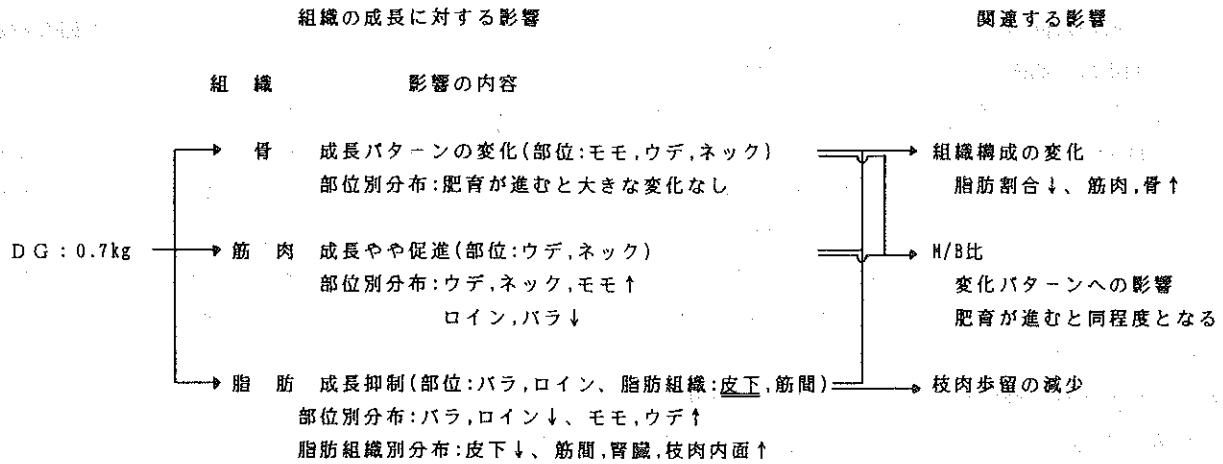 組織の成長に対する影響 関連する影響
組 織 影響の内容
骨 成長パターンの変化(部位:モモ,ウデ,ネック) 組織構成の変化
部位別分布:肥育が進むと大きな変化なし 脂肪割合↓、筋肉,骨↑
DG:0.7kg 筋 肉 成長やや促進(部位:ウデ,ネック) M/B比
部位別分布:ウデ,ネック,モモ↑ 変化パターンへの影響
ロイン,バラ↓ 肥育が進むと同程度となる
脂 肪 成長抑制(部位:バラ,ロイン、脂肪組織:皮下,筋間) 枝肉歩留の減少
部位別分布:バラ,ロイン↓、モモ,ウデ↑
脂肪組織別分布:皮下↓、筋間,腎臓,枝肉内面↑